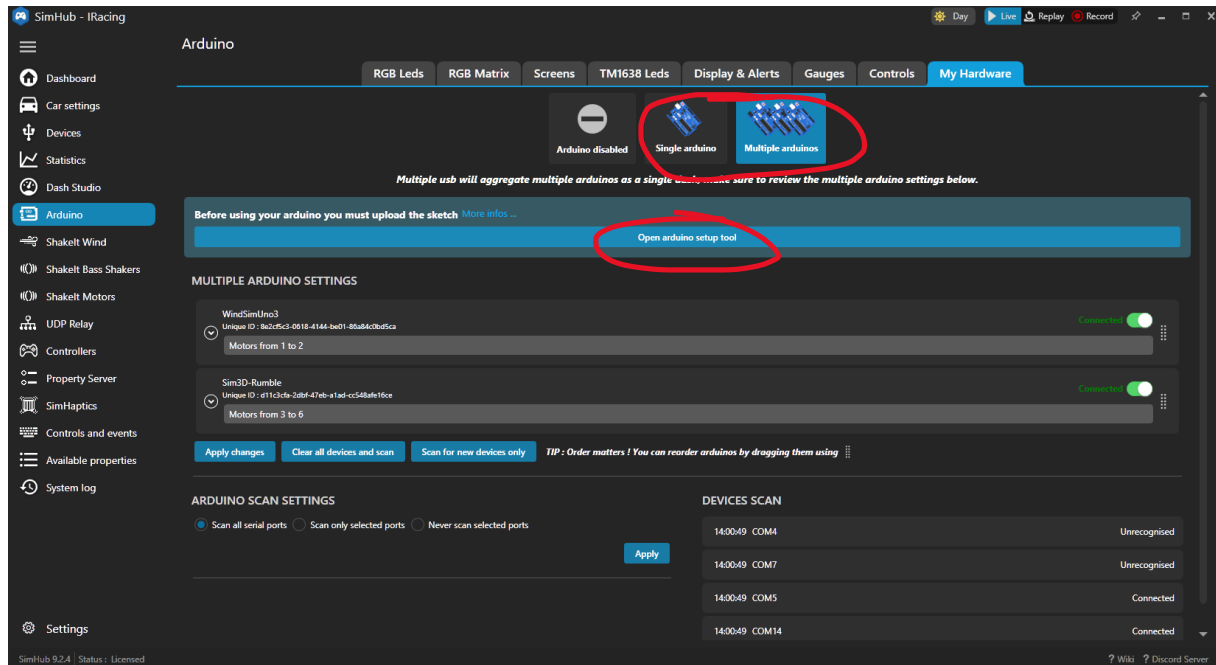 SimHub - IRacing
Day
Live
Replay
Record
Arduino
Dashboard
Car settings
Devices
Statistics
Dash Studio
Arduino
ShakeIt Wind
ShakeIt Bass Shakers
ShakeIt Motors
UDP Relay
Controllers
Property Server
SimHaptics
Controls and events
Available properties
System log
Settings
RGB Leds
RGB Matrix
Screens
TM1638 Leds
Display & Alerts
Gauges
Controls
My Hardware
Arduino disabled
Single arduino
Multiple arduinos
Multiple usb will aggregate multiple arduinos as a single dash, make sure to review the multiple arduino settings below.
Before using your arduino you must upload the sketch More infos ...
Open arduino setup tool
MULTIPLE ARDUINO SETTINGS
WindSimUno3
Unique ID : 8e2cf5c3-0618-4144-be01-86a84c0bd5ca
Connected
Motors from 1 to 2
Sim3D-Rumble
Unique ID : d11c3cfa-2dbf-47eb-a1ad-cc548afe16ce
Connected
Motors from 3 to 6
Apply changes
Clear all devices and scan
Scan for new devices only
TIP : Order matters ! You can reorder arduinos by dragging them using
ARDUINO SCAN SETTINGS
Scan all serial ports
Scan only selected ports
Never scan selected ports
Apply
DEVICES SCAN
14:00:49 COM4 Unrecognised
14:00:49 COM7 Unrecognised
14:00:49 COM5 Connected
14:00:49 COM14 Connected
SimHub 9.2.4 Status : Licensed
? Wiki ? Discord Server